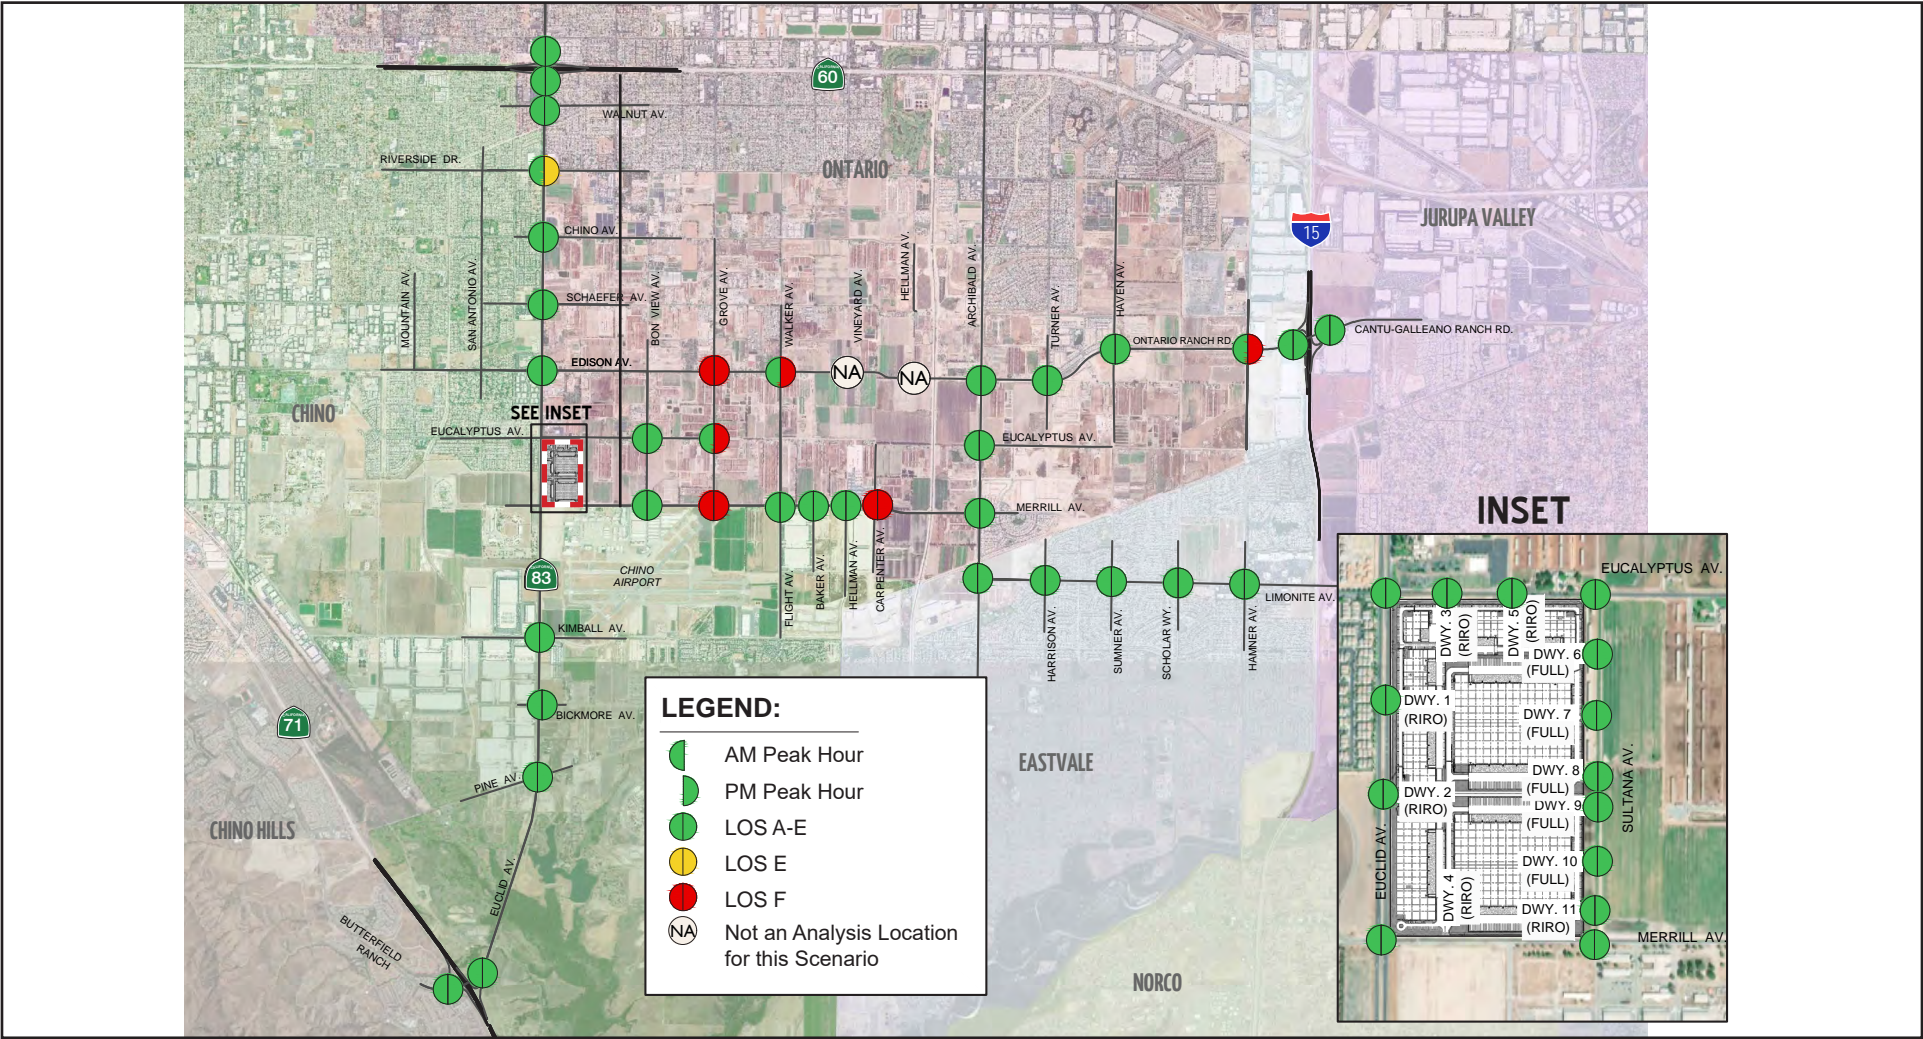 CALIFORNIA
60
WALNUT AV.
RIVERSIDE DR.
ONTARIO
JURUPA VALLEY
15
CHINO AV.
MOUNTAIN AV.
SAN ANTONIO AV.
SCHAEFER AV.
BON VIEW AV.
GROVE AV.
WALKER AV.
VINEYARD AV.
HELLMAN AV.
ARCHIBALD AV.
TURNER AV.
HAVEN AV.
ONTARIO RANCH RD.
CANTU-GALLEANO RANCH RD.
EDISON AV.
NA
NA
CHINO
SEE INSET
EUCALYPTUS AV.
EUCALYPTUS AV.
MERRILL AV.
CALIFORNIA
83
CHINO
AIRPORT
FLIGHT AV.
BAKER AV.
HELLMAN AV.
CARPENTER AV.
LIMONITE AV.
HARRISON AV.
SUMNER AV.
SCHOLAR WY.
HAMNER AV.
KIMBALL AV.
BICKMORE AV.
CALIFORNIA
71
PINE AV.
CHINO HILLS
EUCLID AV.
BUTTERFIELD
RANCH
EASTVALE
NORCO
LEGEND:
AM Peak Hour
PM Peak Hour
LOS A-E
LOS E
LOS F
NA
Not an Analysis Location
for this Scenario
INSET
EUCALYPTUS AV.
DWY. 3
(RIRO)
DWY. 5
(RIRO)
DWY. 6
(FULL)
DWY. 1
(RIRO)
DWY. 7
(FULL)
DWY. 8
(FULL)
DWY. 2
(RIRO)
DWY. 9
(FULL)
SULTANA AV.
EUCLID AV.
DWY. 10
(FULL)
DWY. 4
(RIRO)
DWY. 11
(RIRO)
MERRILL AV.